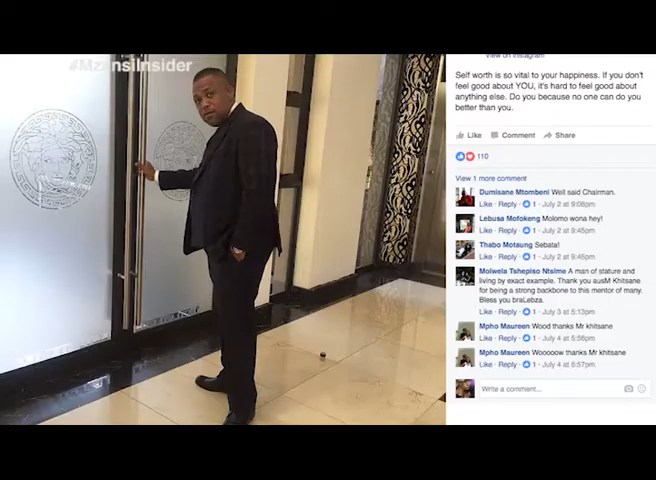 #MzansiInsider
View on Instagram
Self worth is so vital to your happiness. If you don't
feel good about YOU, it's hard to feel good about
anything else. Do you because no one can do you
better than you.
Like Comment Share
110
View 1 more comment
Dumisane Mtombeni Well said Chairman.
Like · Reply · 1 · July 2 at 9:08pm
Lebusa Mofokeng Molomo wona hey!
Like · Reply · 1 · July 2 at 9:45pm
Thabo Motaung Sebata!
Like · Reply · 1 · July 2 at 9:45pm
Molwela Tshepiso Ntsime A man of stature and
living by exact example. Thank you ausM Khitsane
for being a strong backbone to this mentor of many.
Bless you braLebza.
Like · Reply · 1 · July 3 at 5:13pm
Mpho Maureen Wood thanks Mr khitsane
Like · Reply · 1 · July 4 at 5:56pm
Mpho Maureen Wooooow thanks Mr khitsane
Like · Reply · 1 · July 4 at 5:57pm
Write a comment...